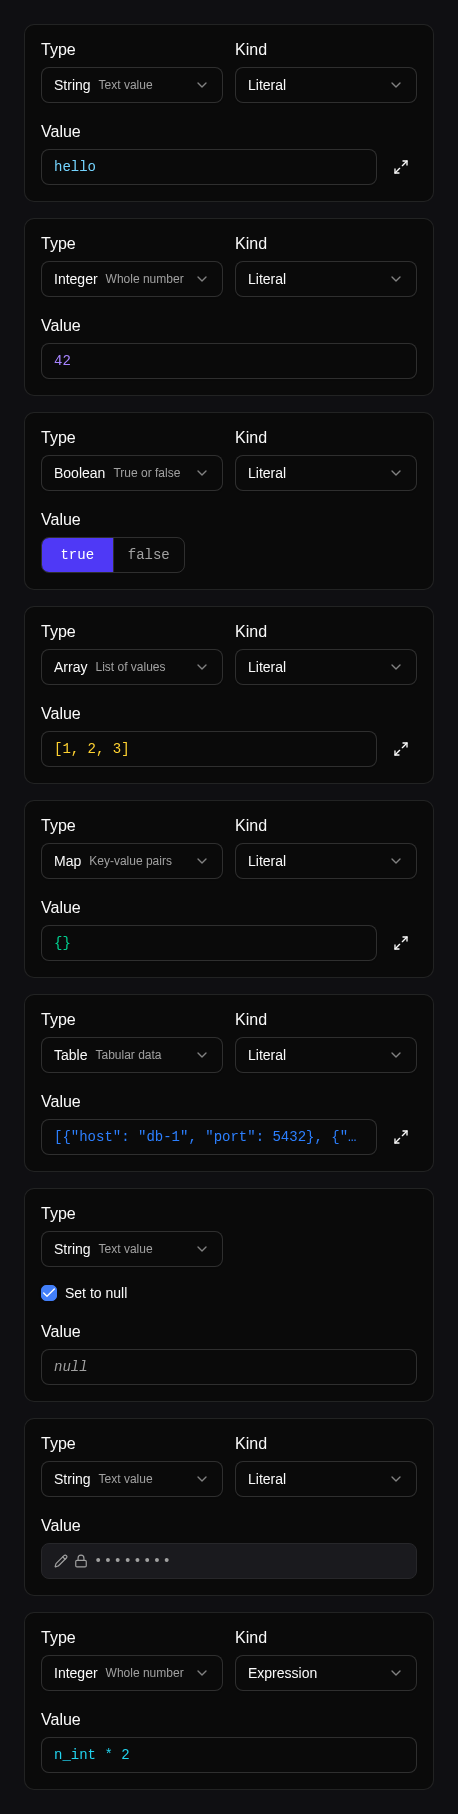 Type Kind
String Text value Literal
Value
hello
Type Kind
Integer Whole number Literal
Value
42
Type Kind
Boolean True or false Literal
Value
true false
Type Kind
Array List of values Literal
Value
[1, 2, 3]
Type Kind
Map Key-value pairs Literal
Value
{}
Type Kind
Table Tabular data Literal
Value
[{"host": "db-1", "port": 5432}, {"…
Type
String Text value
Set to null
Value
null
Type Kind
String Text value Literal
Value
••••••••
Type Kind
Integer Whole number Expression
Value
n_int * 2